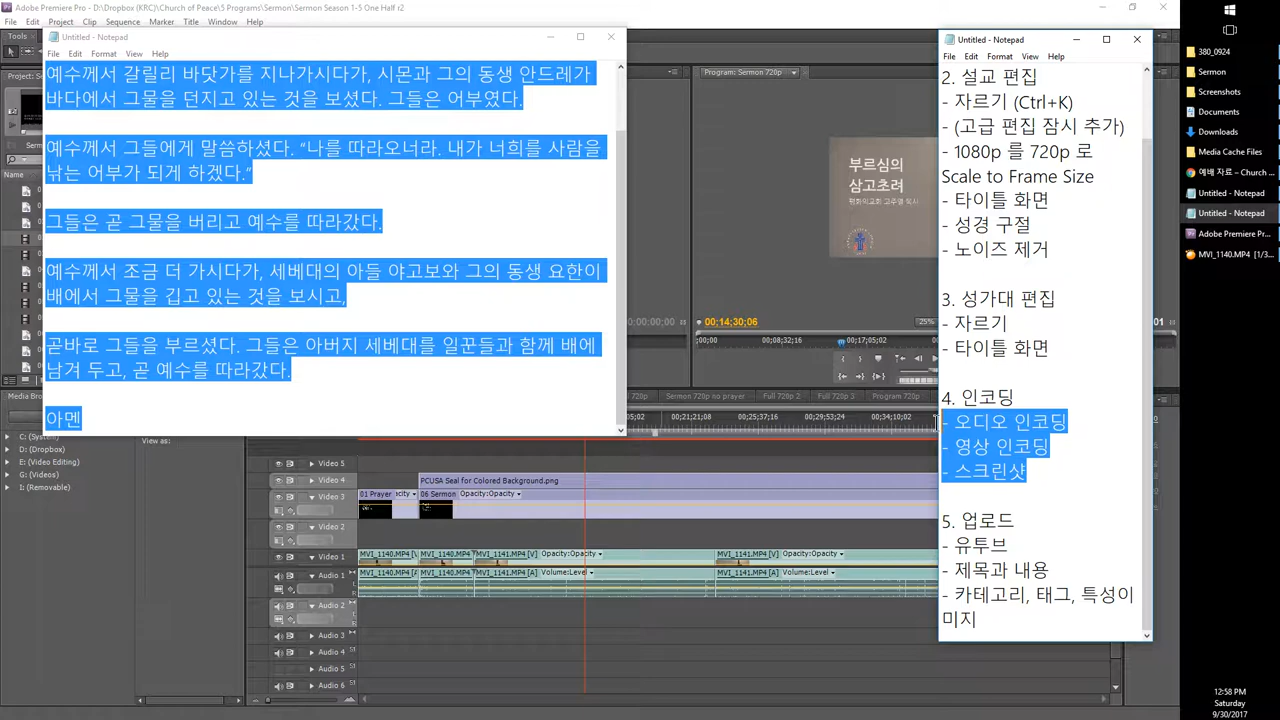 Adobe Premiere Pro - D:\Dropbox (KRC)\Church of Peace\5 Programs\Sermon\Sermon Season 1-5 One Half r2
File Edit Project Clip Sequence Marker Title Window Help
Tools
Untitled - Notepad
File Edit Format View Help
예수께서 갈릴리 바닷가를 지나가시다가, 시몬과 그의 동생 안드레가
바다에서 그물을 던지고 있는 것을 보셨다. 그들은 어부였다.
예수께서 그들에게 말씀하셨다. “나를 따라오너라. 내가 너희를 사람을
낚는 어부가 되게 하겠다.”
그들은 곧 그물을 버리고 예수를 따라갔다.
예수께서 조금 더 가시다가, 세베대의 아들 야고보와 그의 동생 요한이
배에서 그물을 깁고 있는 것을 보시고,
곧바로 그들을 부르셨다. 그들은 아버지 세베대를 일꾼들과 함께 배에
남겨 두고, 곧 예수를 따라갔다.
아멘
Project: S
Name
Program: Sermon 720p
부르심의
삼고초려
평화의교회 고주영 목사
00;00;00;00
00;14;30;06
25%
;00;00 00;08;32;16 00;17;05;02
Untitled - Notepad
File Edit Format View Help
2. 설교 편집
- 자르기 (Ctrl+K)
- (고급 편집 잠시 추가)
- 1080p 를 720p 로
Scale to Frame Size
- 타이틀 화면
- 성경 구절
- 노이즈 제거
3. 성가대 편집
- 자르기
- 타이틀 화면
4. 인코딩
- 오디오 인코딩
- 영상 인코딩
- 스크린샷
5. 업로드
- 유투브
- 제목과 내용
- 카테고리, 태그, 특성이
미지
Media Bro
View as:
C: (System)
D: (Dropbox)
E: (Video Editing)
G: (Videos)
I: (Removable)
720p Sermon no prayer Full 720p Full 3 720p Program 720p
05;02 00;21;21;08 00;25;37;16 00;29;53;24 00;34;10;02
Video 5
Video 4 PCUSA Seal for Colored Background.png
Video 3 01 Prayer acity 06 Sermon Opacity:Opacity
Video 2
Video 1 MVI_1140.MP4 [V] MVI_1140.MP4 MVI_1141.MP4 [V] Opacity:Opacity MVI_1141.MP4 [V] Opacity:Opacity
Audio 1 MVI_1140.MP4 [A] MVI_1140.MP4 MVI_1141.MP4 [A] Volume:Level MVI_1141.MP4 [A] Volume:Level
Audio 2
Audio 3
Audio 4
Audio 5
Audio 6
380_0924
Sermon
Screenshots
Documents
Downloads
Media Cache Files
예배 자료 – Church ...
Untitled - Notepad
Untitled - Notepad
Adobe Premiere Pr...
MVI_1140.MP4 [1/3...
12:58 PM
Saturday
9/30/2017